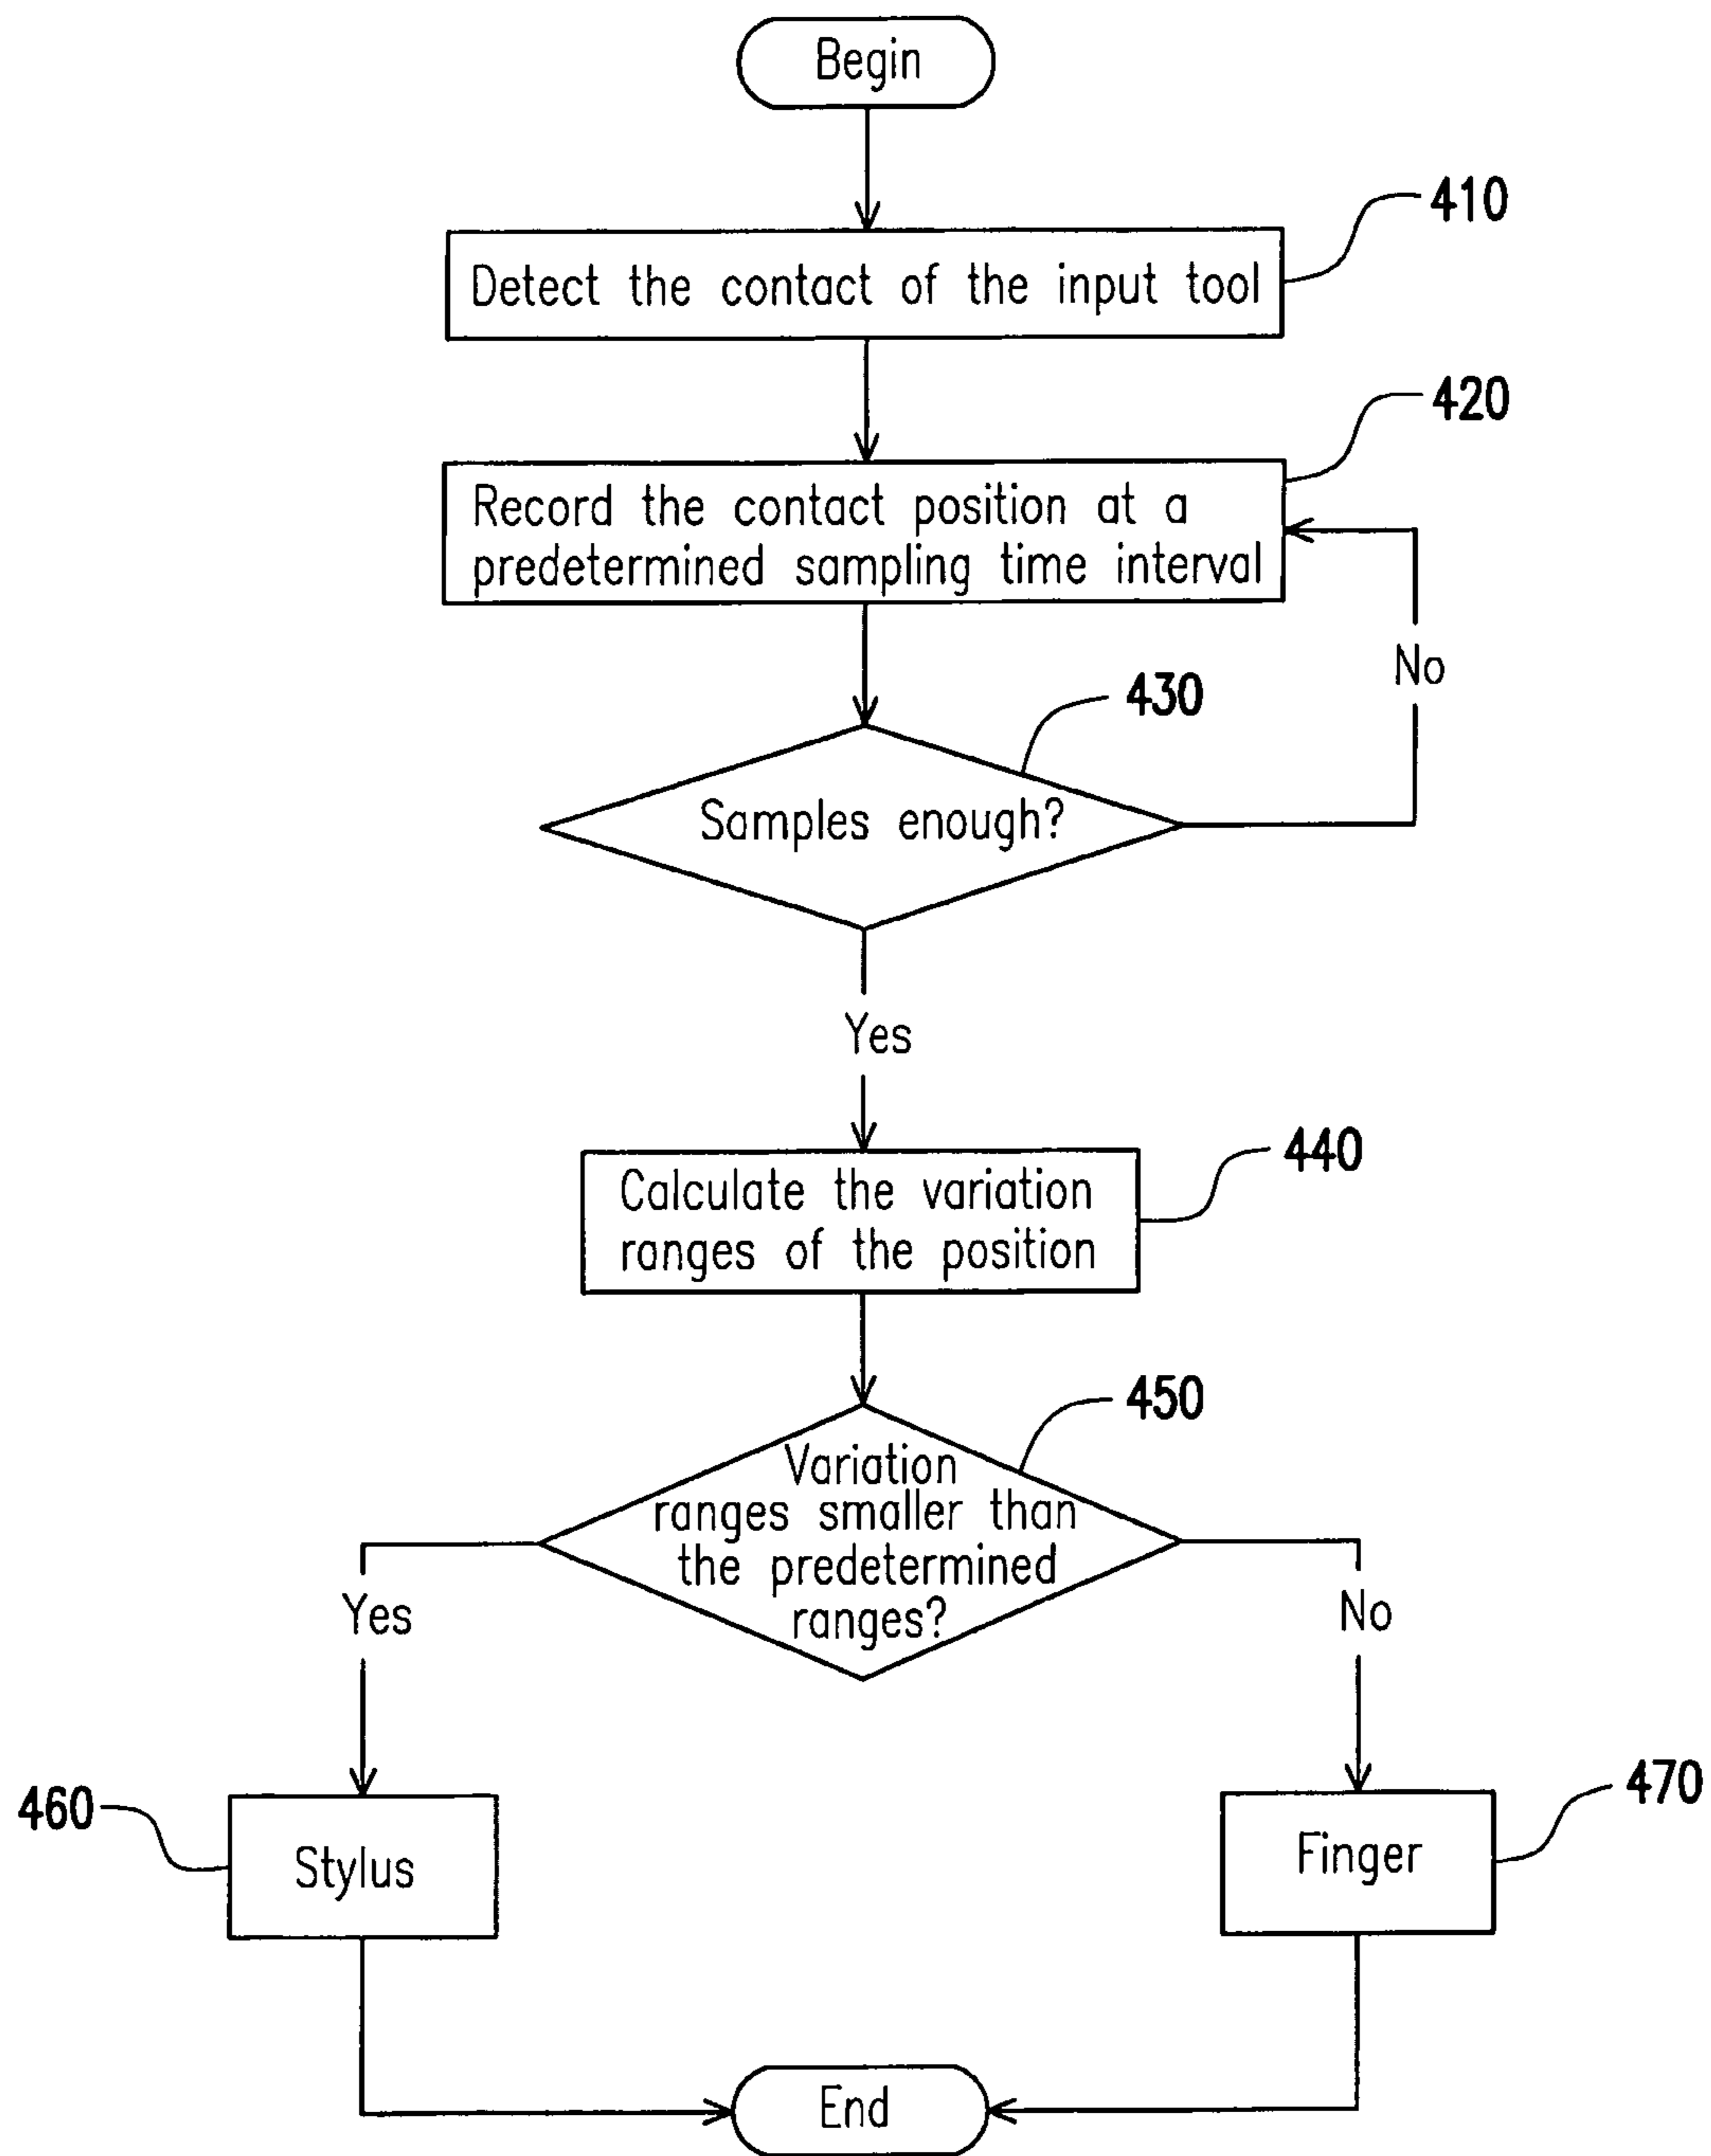 Begin
410
Detect the contact of the input tool
420
Record the contact position at a
predetermined sampling time interval
No
430
Samples enough?
Yes
440
Calculate the variation
ranges of the position
450
Variation
ranges smaller than
the predetermined
ranges?
Yes
No
460
Stylus
470
Finger
End